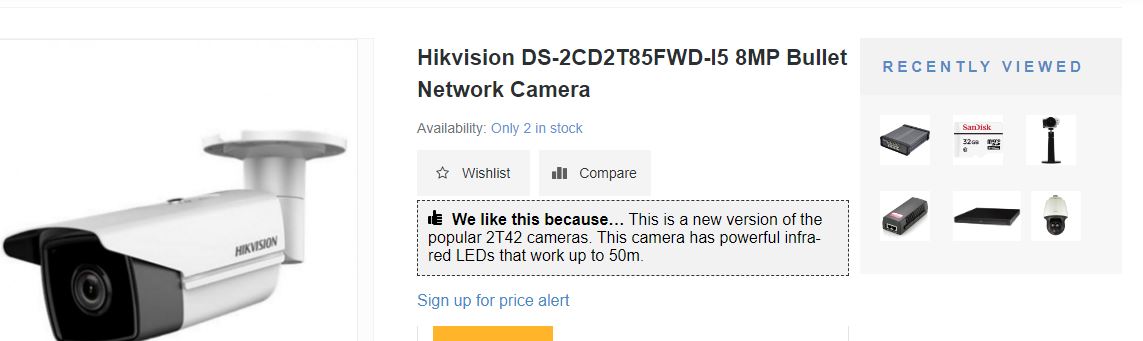 Hikvision DS-2CD2T85FWD-I5 8MP Bullet
Network Camera
Availability: Only 2 in stock
Wishlist
Compare
We like this because... This is a new version of the
popular 2T42 cameras. This camera has powerful infra-
red LEDs that work up to 50m.
Sign up for price alert
HIKVISION
RECENTLY VIEWED
SanDisk
32GB